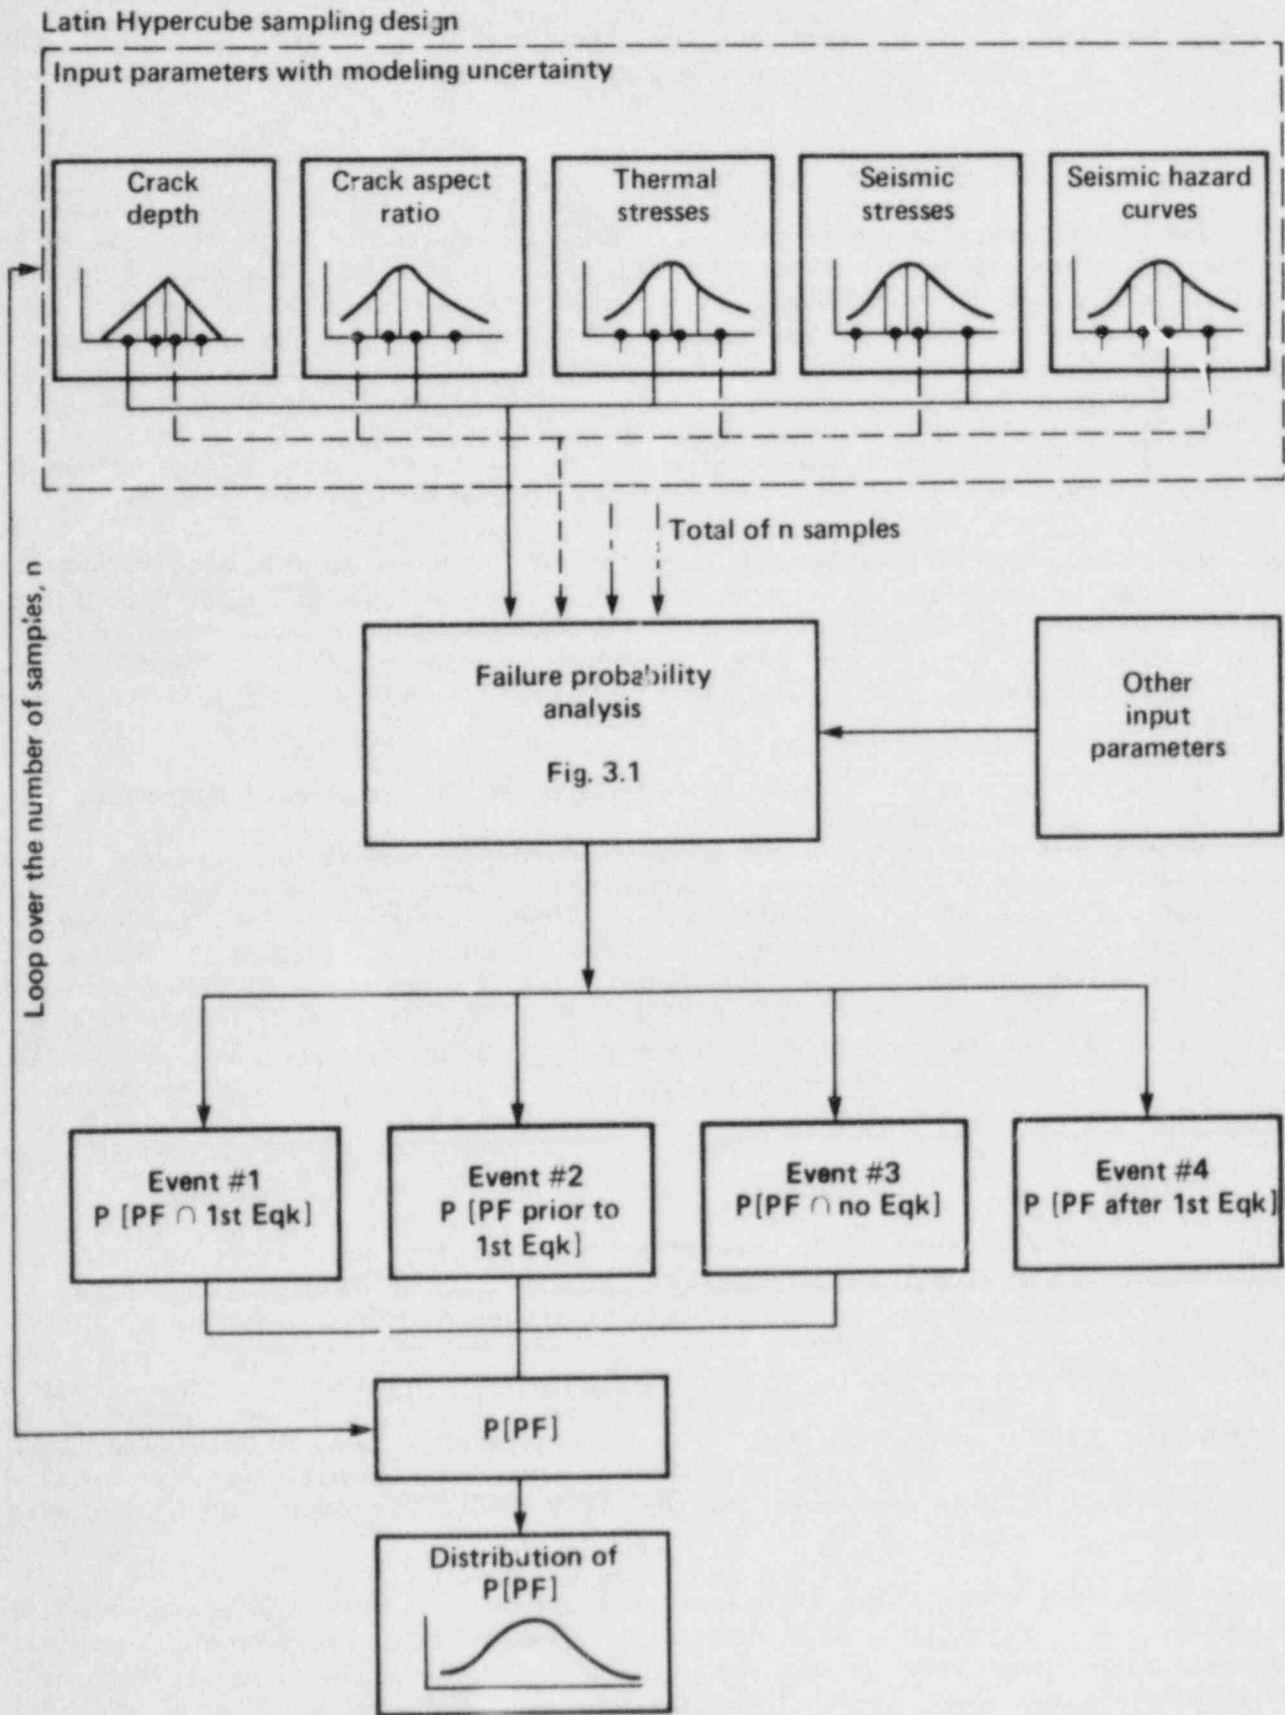 Latin Hypercube sampling design
Input parameters with modeling uncertainty
Crack
depth
Crack aspect
ratio
Thermal
stresses
Seismic
stresses
Seismic hazard
curves
Total of n samples
Loop over the number of samples, n
Failure probability
analysis
Fig. 3.1
Other
input
parameters
Event #1
P [PF ∩ 1st Eqk]
Event #2
P [PF prior to
1st Eqk]
Event #3
P[PF ∩ no Eqk]
Event #4
P [PF after 1st Eqk]
P[PF]
Distribution of
P[PF]